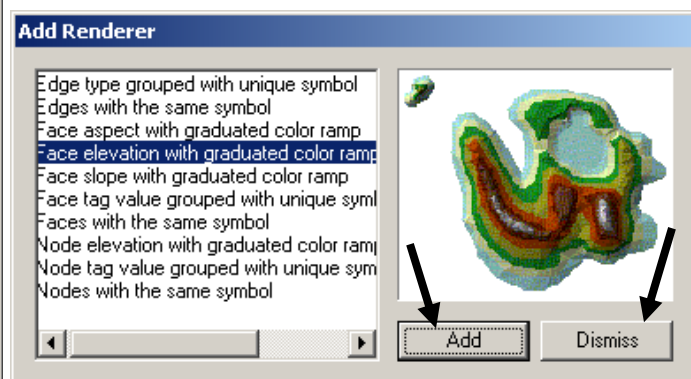 Add Renderer
Edge type grouped with unique symbol
Edges with the same symbol
Face aspect with graduated color ramp
Face elevation with graduated color ramp
Face slope with graduated color ramp
Face tag value grouped with unique syml
Faces with the same symbol
Node elevation with graduated color ram
Node tag value grouped with unique sym
Nodes with the same symbol
Add
Dismiss